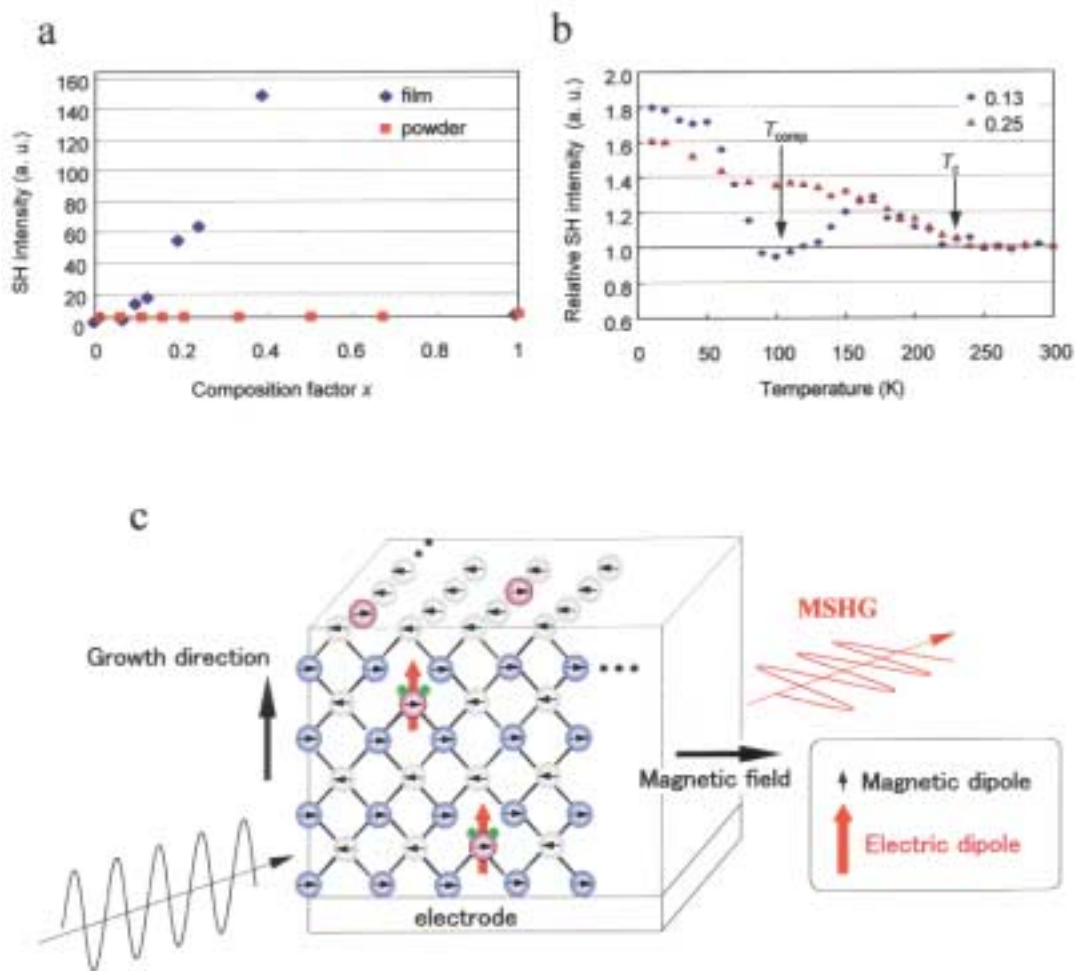 a
160
140
120
100
80
60
40
20
0
SH intensity (a. u.)
film
powder
0 0.2 0.4 0.6 0.8 1
Composition factor x
b
2.0
1.8
1.6
1.4
1.2
1.0
0.8
0.6
Relative SH intensity (a. u.)
0.13
0.25
Tcomp
Tc
0 50 100 150 200 250 300
Temperature (K)
c
MSHG
Growth direction
Magnetic field
Magnetic dipole
Electric dipole
electrode